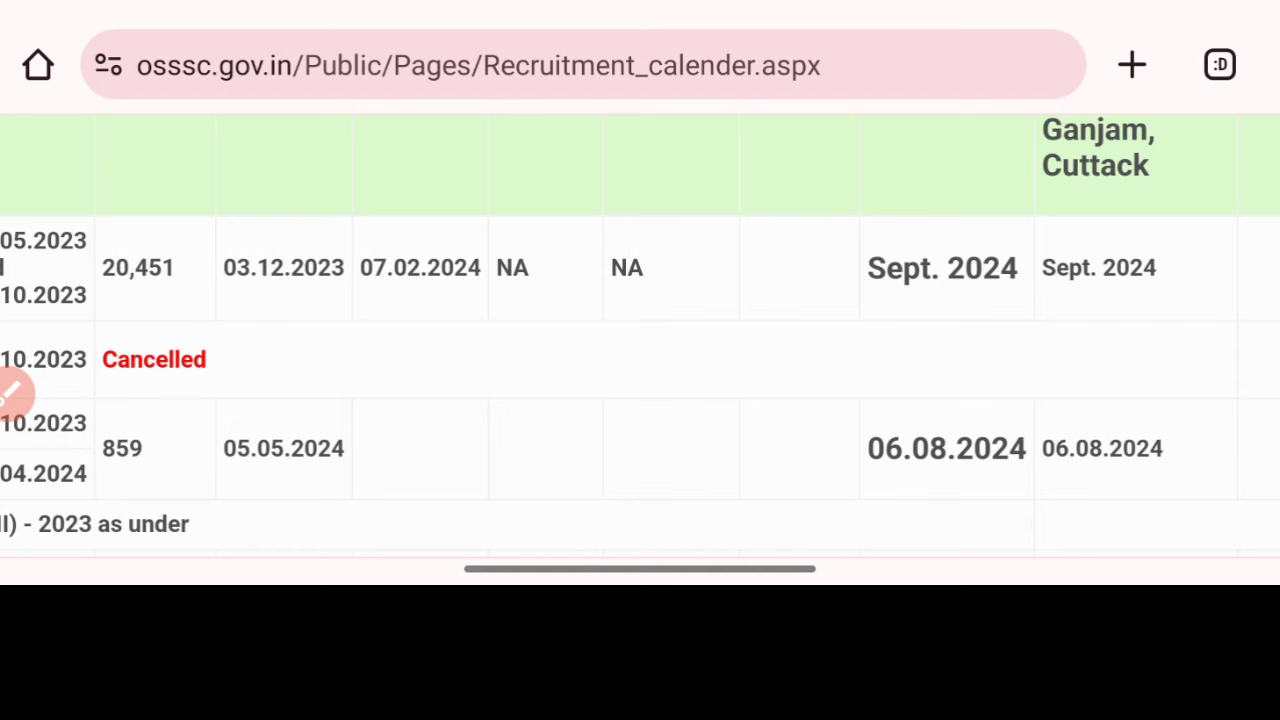 osssc.gov.in/Public/Pages/Recruitment_calender.aspx
:D
Ganjam,
Cuttack
05.2023
10.2023
20,451
03.12.2023
07.02.2024
NA
NA
Sept. 2024
Sept. 2024
10.2023
Cancelled
10.2023
04.2024
859
05.05.2024
06.08.2024
06.08.2024
II) - 2023 as under